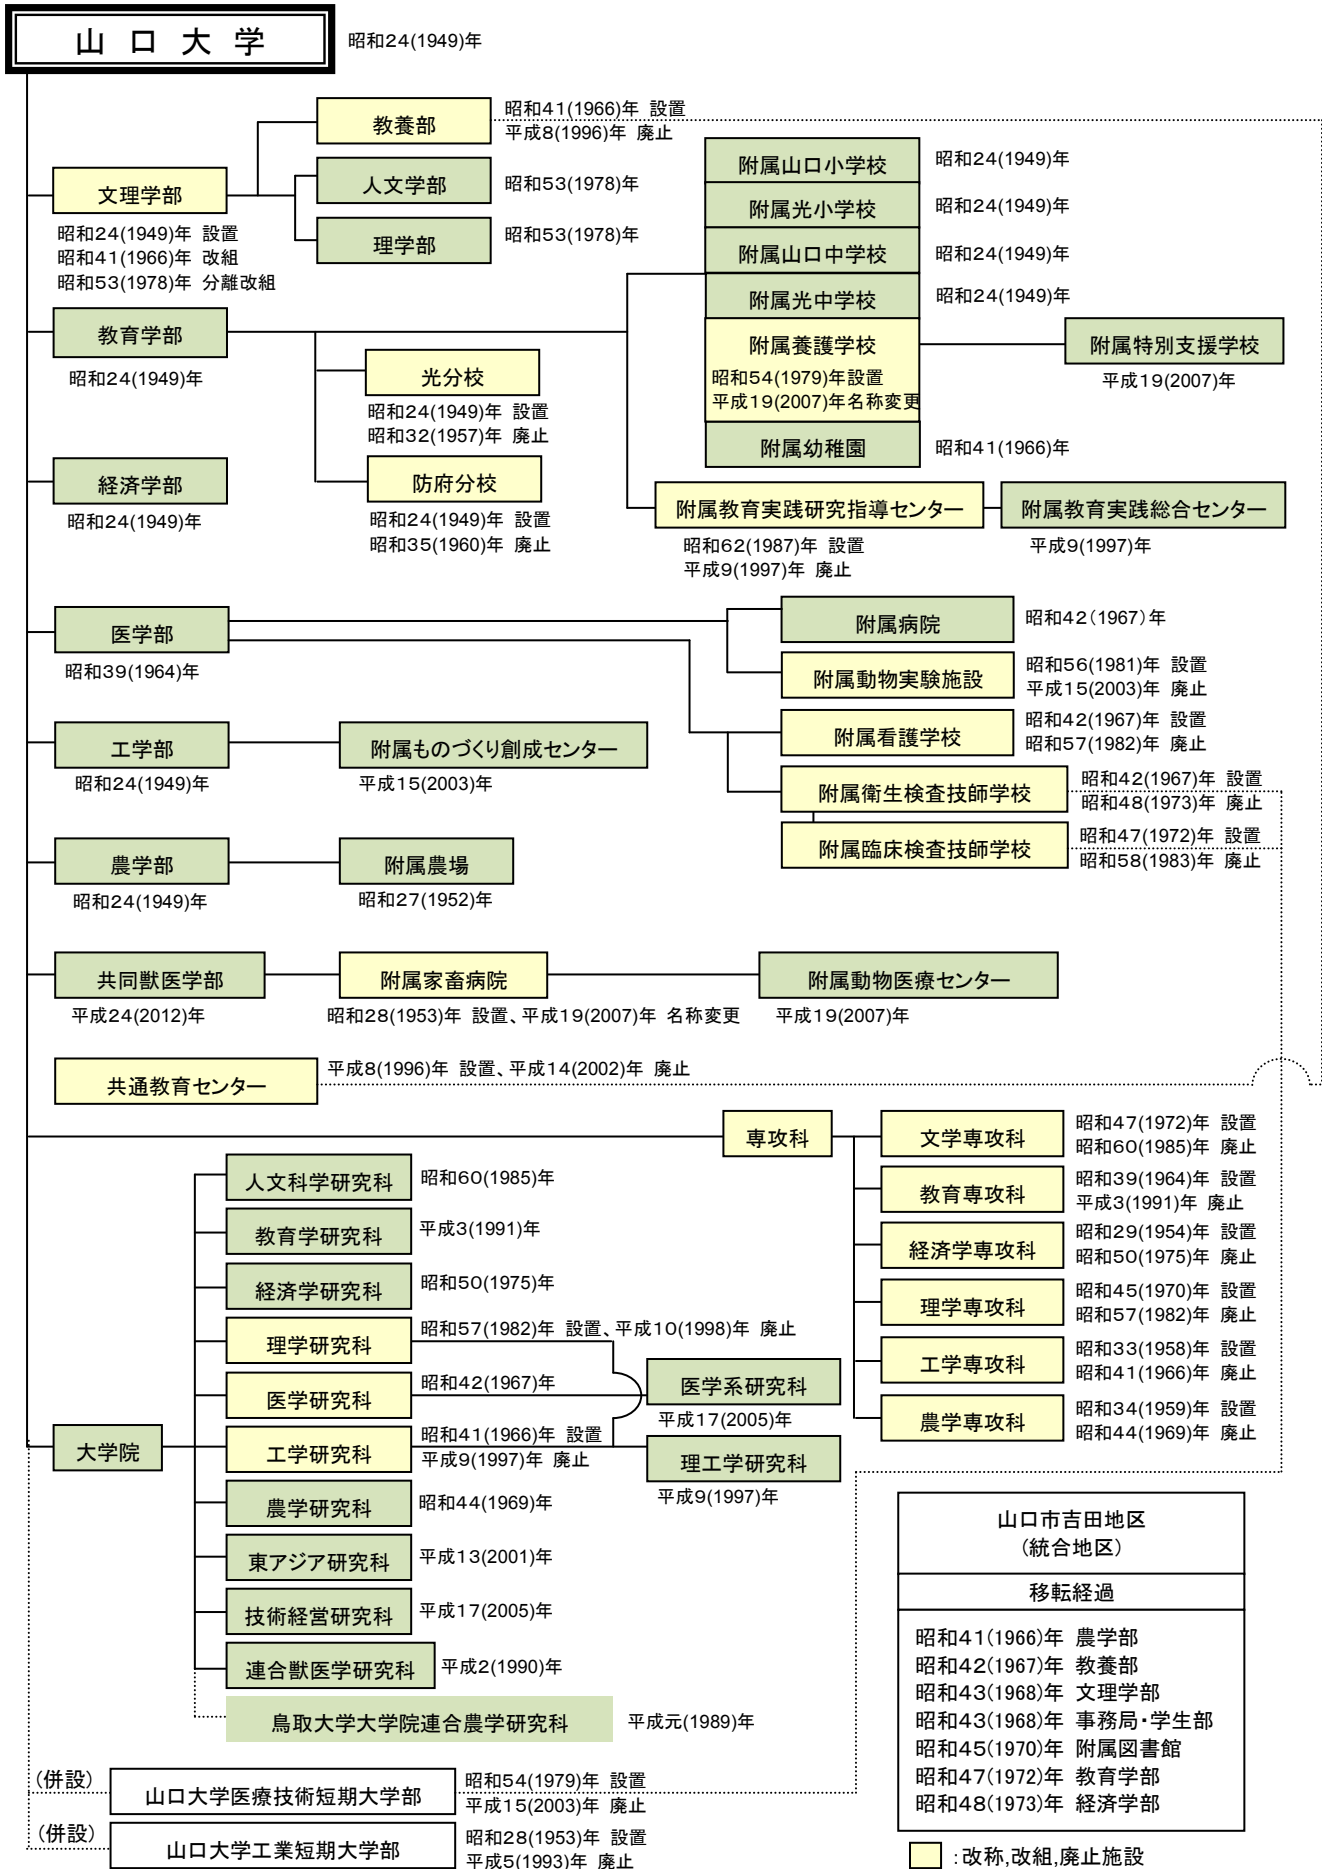 山口大学
昭和24(1949)年
教養部
昭和41(1966)年 設置
平成8(1996)年 廃止
文理学部
昭和24(1949)年 設置
昭和41(1966)年 改組
昭和53(1978)年 分離改組
人文学部
昭和53(1978)年
理学部
昭和53(1978)年
附属山口小学校
昭和24(1949)年
附属光小学校
昭和24(1949)年
附属山口中学校
昭和24(1949)年
附属光中学校
昭和24(1949)年
附属養護学校
昭和54(1979)年設置
平成19(2007)年名称変更
附属特別支援学校
平成19(2007)年
附属幼稚園
昭和41(1966)年
教育学部
昭和24(1949)年
光分校
昭和24(1949)年 設置
昭和32(1957)年 廃止
防府分校
昭和24(1949)年 設置
昭和35(1960)年 廃止
附属教育実践研究指導センター
昭和62(1987)年 設置
平成9(1997)年 廃止
附属教育実践総合センター
平成9(1997)年
経済学部
昭和24(1949)年
医学部
昭和39(1964)年
附属病院
昭和42(1967)年
附属動物実験施設
昭和56(1981)年 設置
平成15(2003)年 廃止
附属看護学校
昭和42(1967)年 設置
昭和57(1982)年 廃止
附属衛生検査技師学校
昭和42(1967)年 設置
昭和48(1973)年 廃止
附属臨床検査技師学校
昭和47(1972)年 設置
昭和58(1983)年 廃止
工学部
昭和24(1949)年
附属ものづくり創成センター
平成15(2003)年
農学部
昭和24(1949)年
附属農場
昭和27(1952)年
共同獣医学部
平成24(2012)年
附属家畜病院
昭和28(1953)年 設置、平成19(2007)年 名称変更
附属動物医療センター
平成19(2007)年
共通教育センター
平成8(1996)年 設置、平成14(2002)年 廃止
専攻科
文学専攻科
昭和47(1972)年 設置
昭和60(1985)年 廃止
教育専攻科
昭和39(1964)年 設置
平成3(1991)年 廃止
経済学専攻科
昭和29(1954)年 設置
昭和50(1975)年 廃止
理学専攻科
昭和45(1970)年 設置
昭和57(1982)年 廃止
工学専攻科
昭和33(1958)年 設置
昭和41(1966)年 廃止
農学専攻科
昭和34(1959)年 設置
昭和44(1969)年 廃止
大学院
人文科学研究科
昭和60(1985)年
教育学研究科
平成3(1991)年
経済学研究科
昭和50(1975)年
理学研究科
昭和57(1982)年 設置、平成10(1998)年 廃止
医学研究科
昭和42(1967)年
医学系研究科
平成17(2005)年
工学研究科
昭和41(1966)年 設置
平成9(1997)年 廃止
理工学研究科
平成9(1997)年
農学研究科
昭和44(1969)年
東アジア研究科
平成13(2001)年
技術経営研究科
平成17(2005)年
連合獣医学研究科
平成2(1990)年
鳥取大学大学院連合農学研究科
平成元(1989)年
(併設)
山口大学医療技術短期大学部
昭和54(1979)年 設置
平成15(2003)年 廃止
(併設)
山口大学工業短期大学部
昭和28(1953)年 設置
平成5(1993)年 廃止
山口市吉田地区
(統合地区)
移転経過
昭和41(1966)年 農学部
昭和42(1967)年 教養部
昭和43(1968)年 文理学部
昭和43(1968)年 事務局・学生部
昭和45(1970)年 附属図書館
昭和47(1972)年 教育学部
昭和48(1973)年 経済学部
:改称,改組,廃止施設